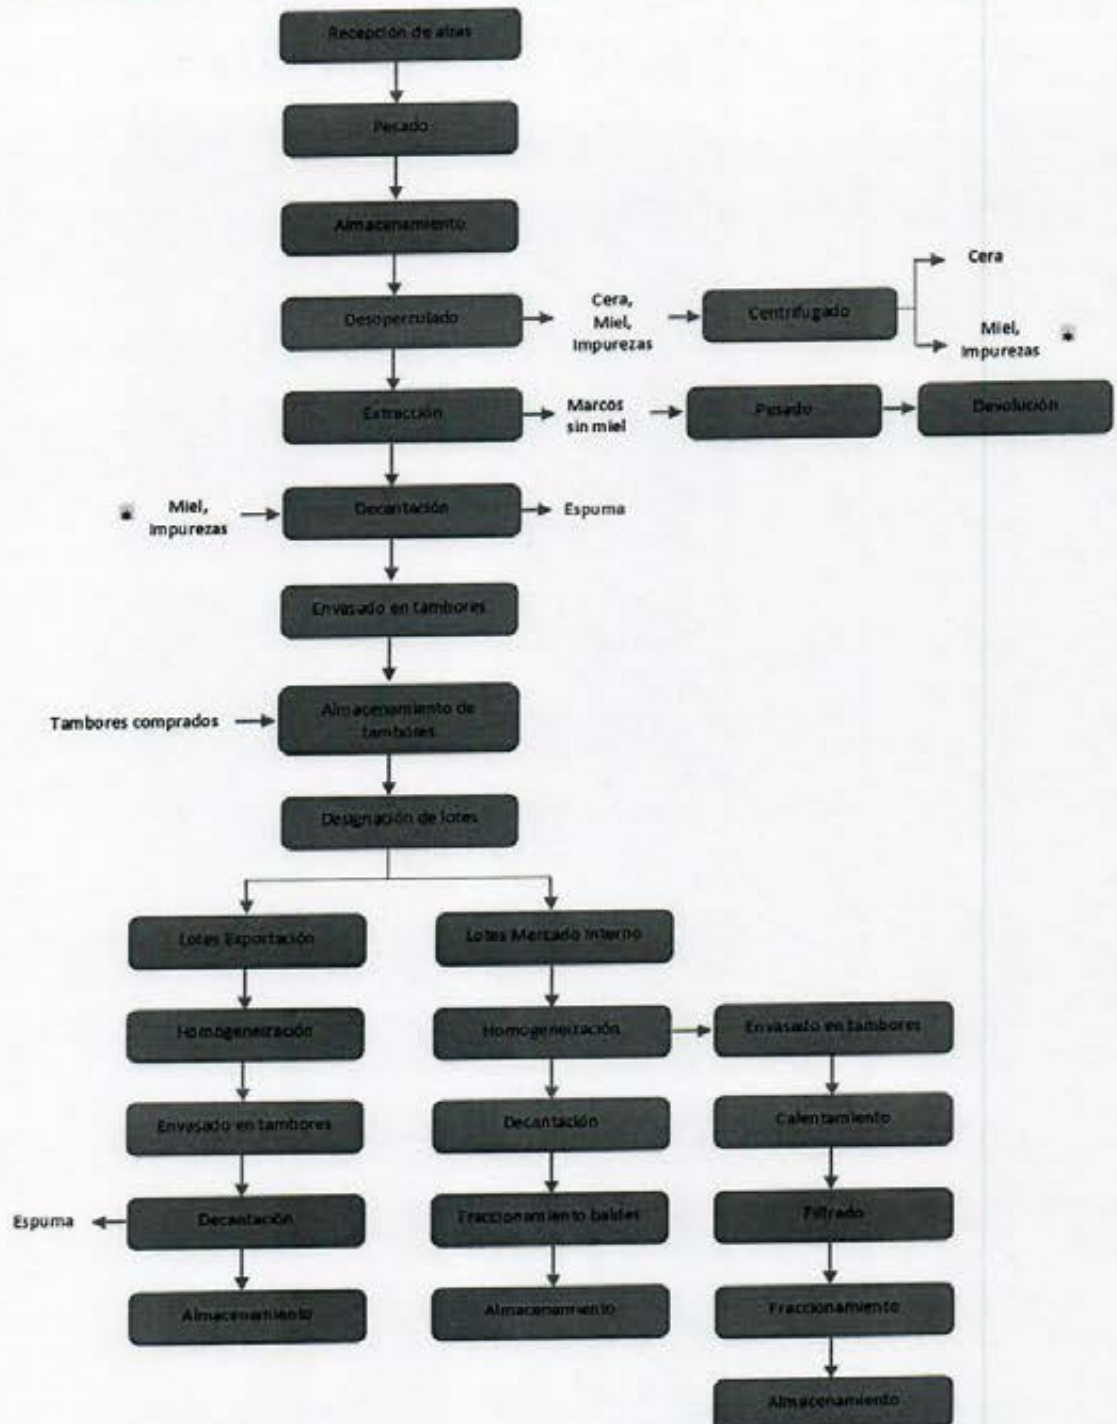 Recepción de alzas
Pesado
Almacenamiento
Desoperculado
Cera,
Miel,
Impurezas
Centrifugado
Cera
Miel,
Impurezas *
Extracción
Marcos
sin miel
Pesado
Devolución
* Miel,
Impurezas
Decantación
Espuma
Envasado en tambores
Tambores comprados
Almacenamiento de
tambores
Designación de lotes
Lotes Exportación
Lotes Mercado Interno
Homogeneización
Homogeneización
Envasado en tambores
Envasado en tambores
Decantación
Calentamiento
Espuma
Decantación
Fraccionamiento baldes
Filtrado
Almacenamiento
Almacenamiento
Fraccionamiento
Almacenamiento